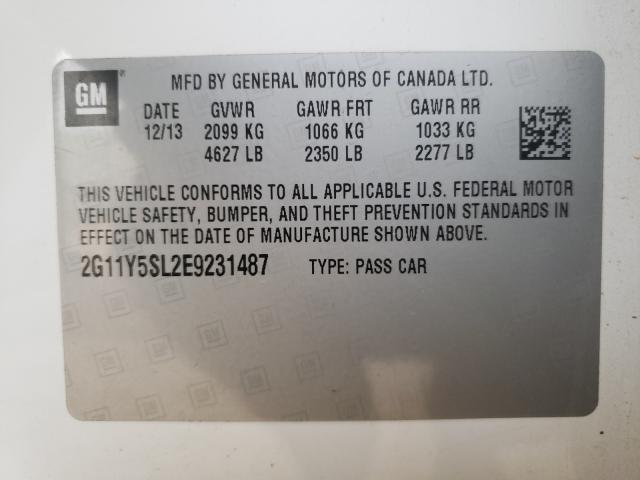 GM
MFD BY GENERAL MOTORS OF CANADA LTD.
DATE GVWR GAWR FRT GAWR RR
12/13 2099 KG 1066 KG 1033 KG
4627 LB 2350 LB 2277 LB
THIS VEHICLE CONFORMS TO ALL APPLICABLE U.S. FEDERAL MOTOR
VEHICLE SAFETY, BUMPER, AND THEFT PREVENTION STANDARDS IN
EFFECT ON THE DATE OF MANUFACTURE SHOWN ABOVE.
2G11Y5SL2E9231487 TYPE: PASS CAR